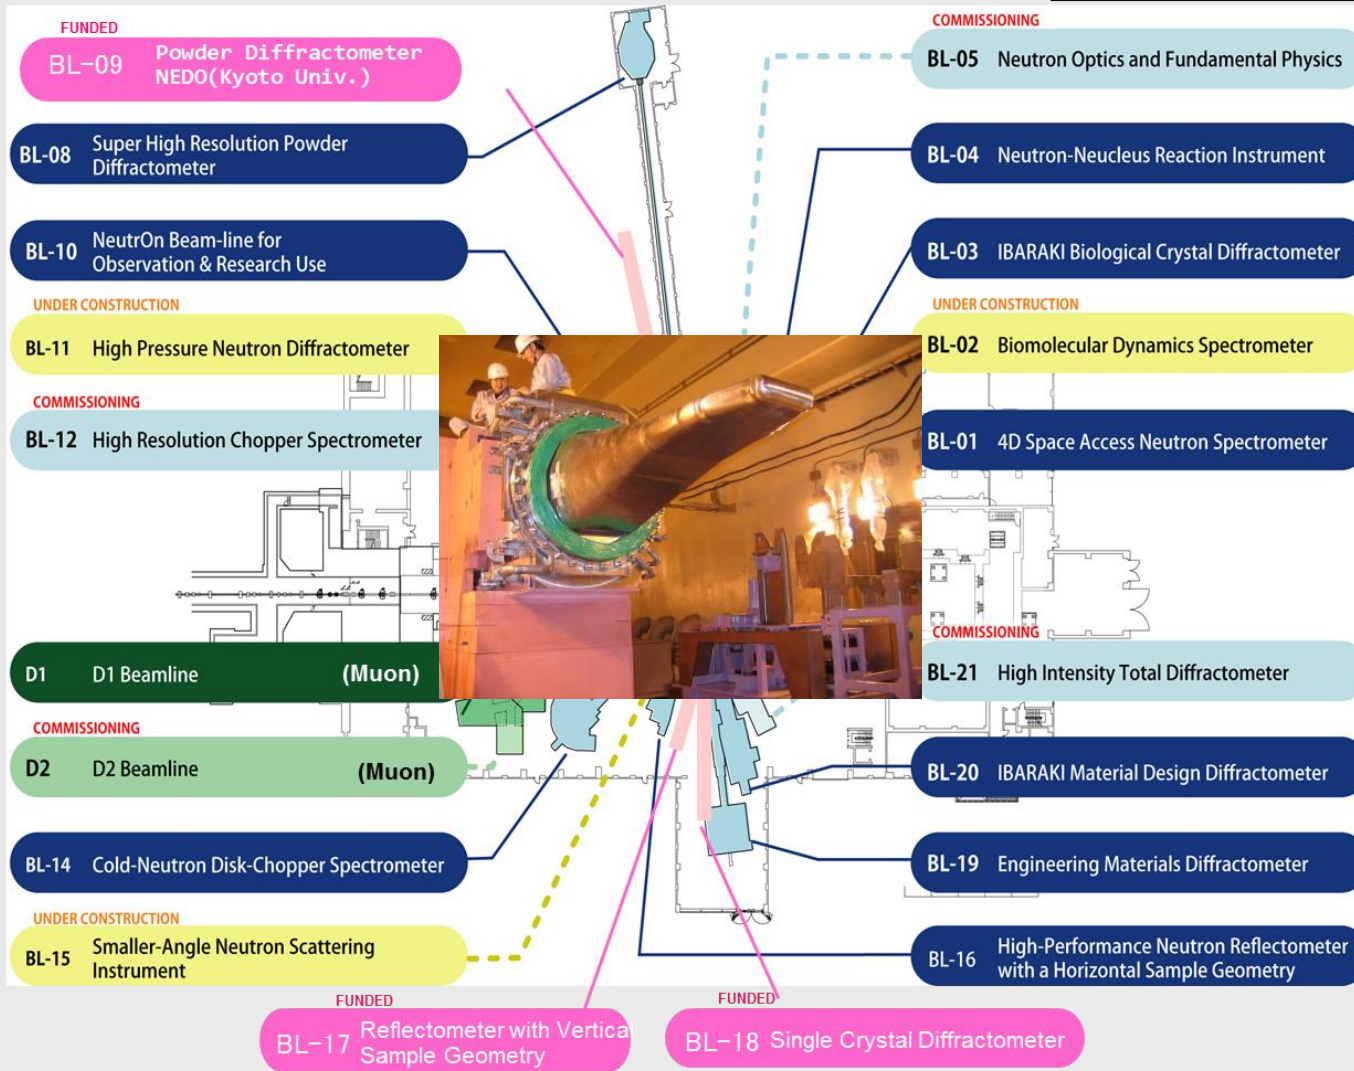 FUNDED
BL-09 Powder Diffractometer
NEDO(Kyoto Univ.)
BL-08 Super High Resolution Powder
Diffractometer
BL-10 NeutrOn Beam-line for
Observation & Research Use
UNDER CONSTRUCTION
BL-11 High Pressure Neutron Diffractometer
COMMISSIONING
BL-12 High Resolution Chopper Spectrometer
D1 D1 Beamline (Muon)
COMMISSIONING
D2 D2 Beamline (Muon)
BL-14 Cold-Neutron Disk-Chopper Spectrometer
UNDER CONSTRUCTION
BL-15 Smaller-Angle Neutron Scattering
Instrument
FUNDED
BL-17 Reflectometer with Vertical
Sample Geometry
FUNDED
BL-18 Single Crystal Diffractometer
COMMISSIONING
BL-05 Neutron Optics and Fundamental Physics
BL-04 Neutron-Neucleus Reaction Instrument
BL-03 IBARAKI Biological Crystal Diffractometer
UNDER CONSTRUCTION
BL-02 Biomolecular Dynamics Spectrometer
BL-01 4D Space Access Neutron Spectrometer
COMMISSIONING
BL-21 High Intensity Total Diffractometer
BL-20 IBARAKI Material Design Diffractometer
BL-19 Engineering Materials Diffractometer
BL-16 High-Performance Neutron Reflectometer
with a Horizontal Sample Geometry